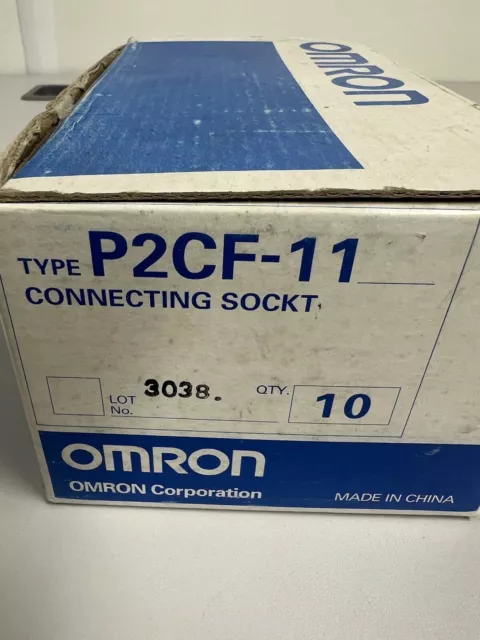 OMRON
TYPE P2CF-11
CONNECTING SOCKT
LOT No. 3038. QTY. 10
OMRON
OMRON Corporation
MADE IN CHINA